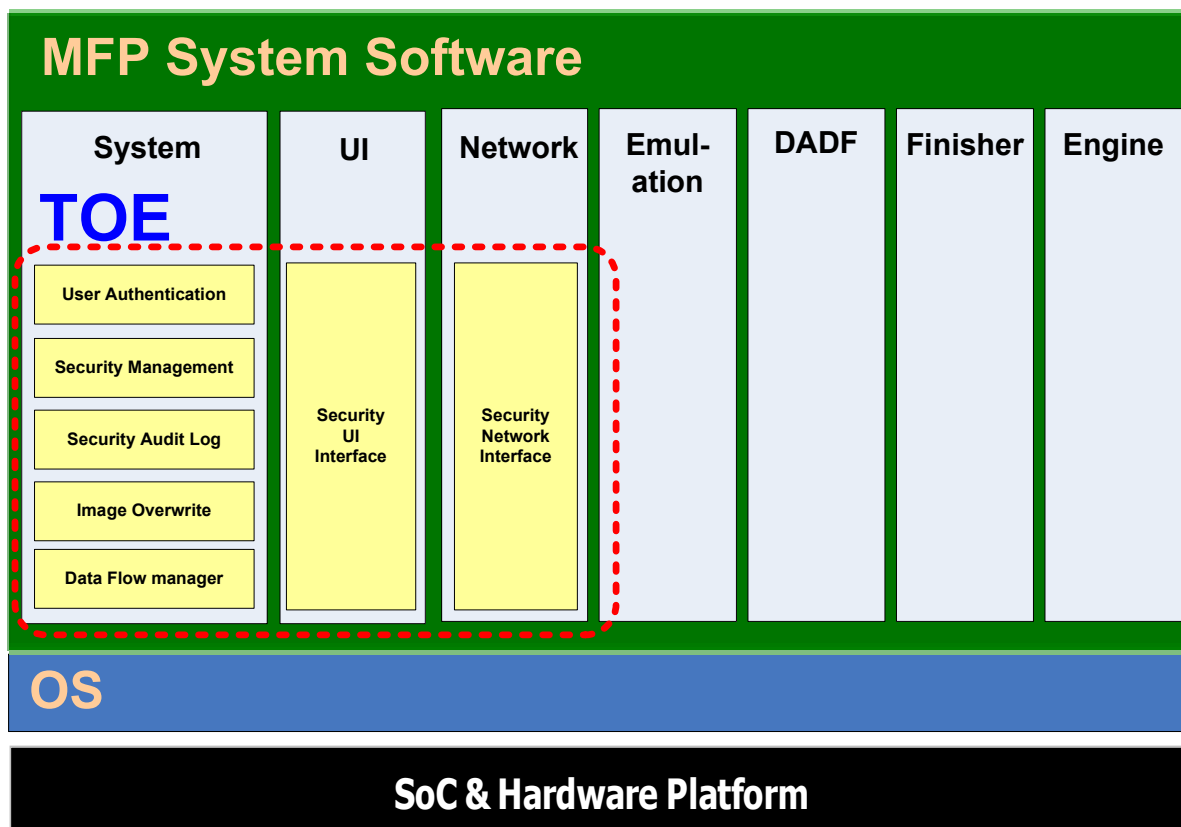 MFP System Software
System
UI
Network
Emul-
ation
DADF
Finisher
Engine
TOE
User Authentication
Security Management
Security Audit Log
Image Overwrite
Data Flow manager
Security
UI
Interface
Security
Network
Interface
OS
SoC & Hardware Platform